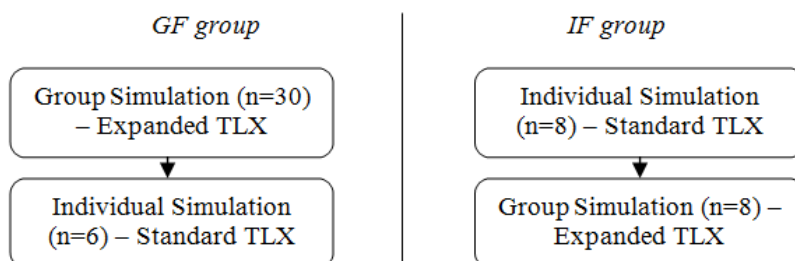 GF group
Group Simulation (n=30)
– Expanded TLX
Individual Simulation
(n=6) – Standard TLX
IF group
Individual Simulation
(n=8) – Standard TLX
Group Simulation (n=8) –
Expanded TLX